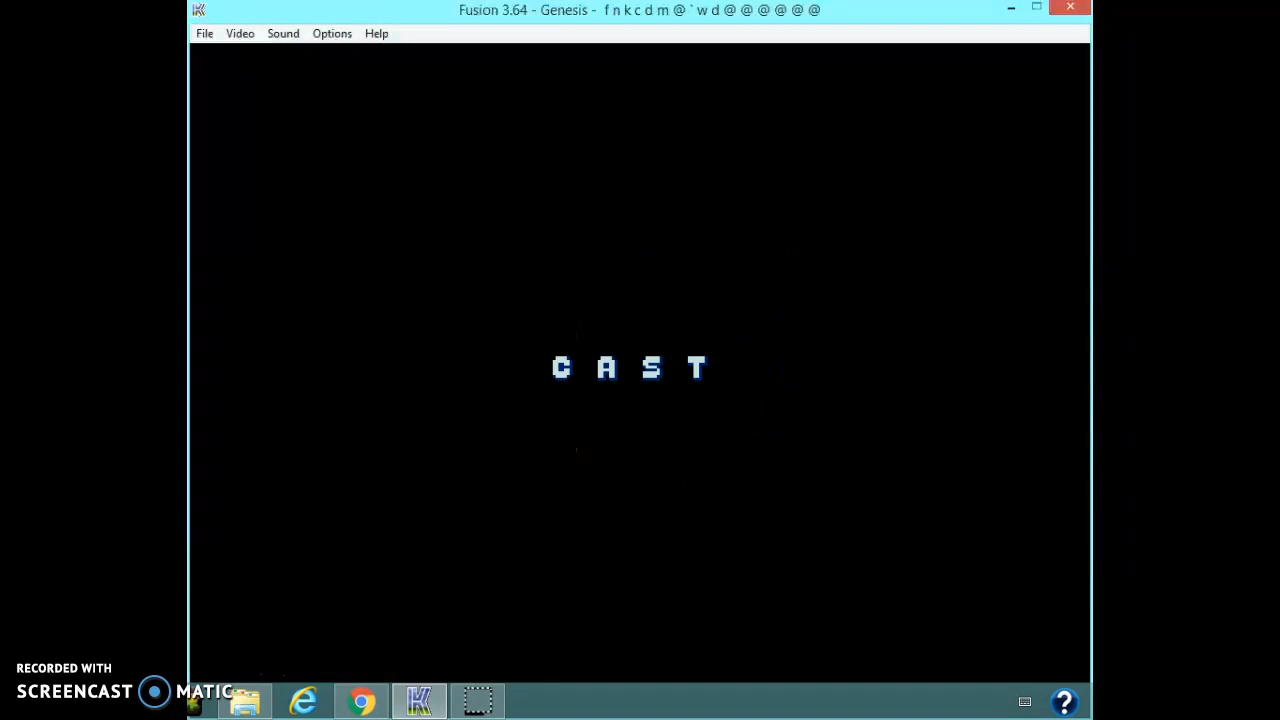 Fusion 3.64 - Genesis - f n k c d m @ ` w d @ @ @ @ @ @
File Video Sound Options Help
C A S T
RECORDED WITH
SCREENCAST MATIC